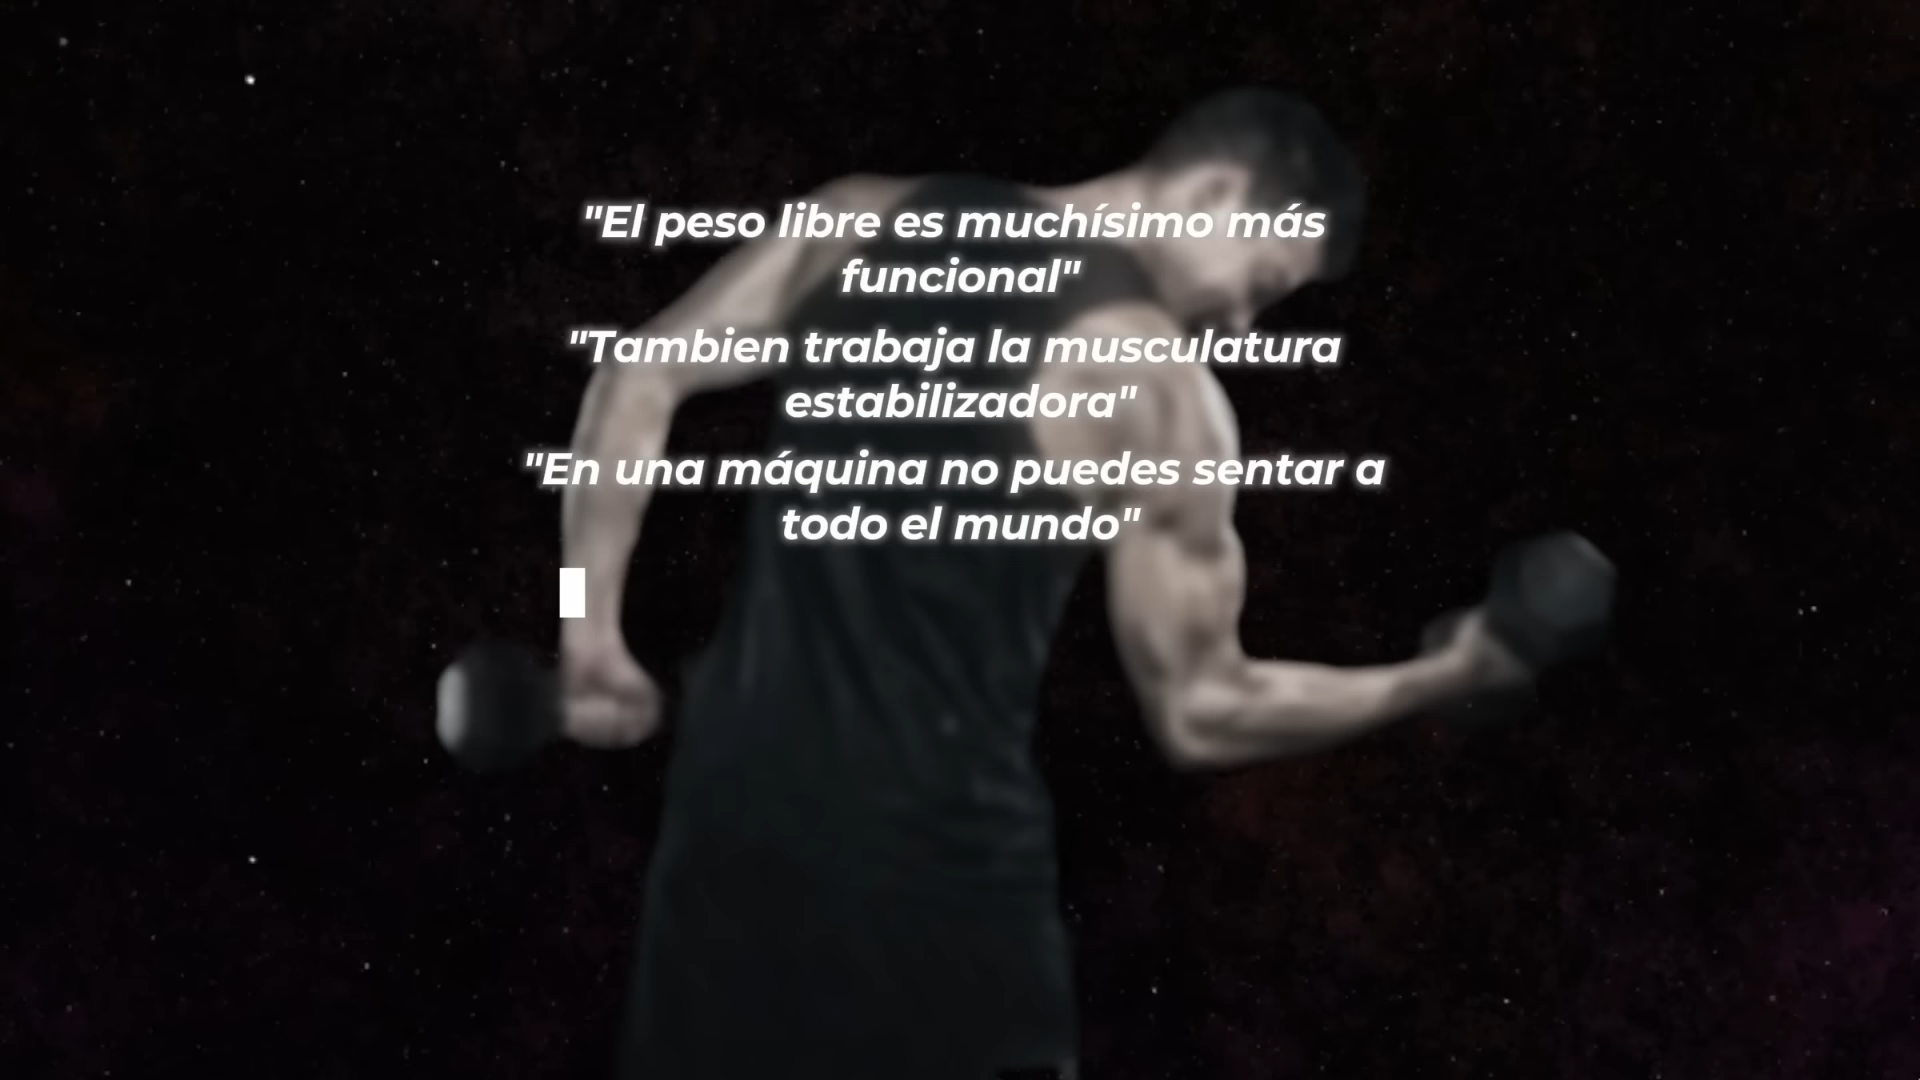 "El peso libre es muchísimo más
funcional"
"Tambien trabaja la musculatura
estabilizadora"
"En una máquina no puedes sentar a
todo el mundo"